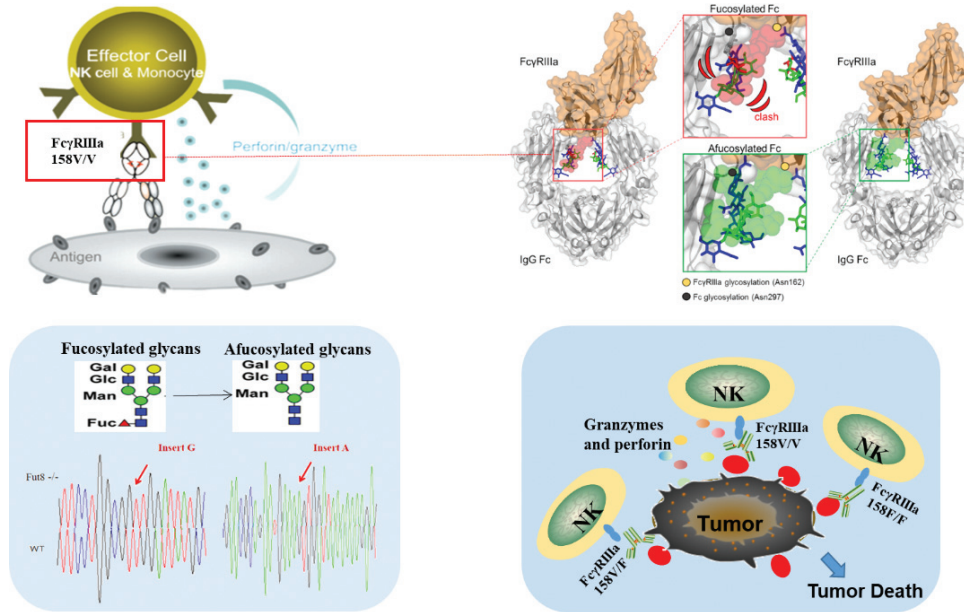 Effector Cell
NK cell & Monocyte
FcγRIIIa
158V/V
Perforin/granzyme
Antigen
Fucosylated Fc
FcγRIIIa
clash
IgG Fc
Afucosylated Fc
FcγRIIIa
IgG Fc
FcγRIIIa glycosylation (Asn162)
Fc glycosylation (Asn297)
Fucosylated glycans
Afucosylated glycans
Gal
Glc
Man
Fuc
Gal
Glc
Man
Insert G
Insert A
Fut8 -/-
WT
NK
Granzymes
and perforin
FcγRIIIa
158V/V
NK
FcγRIIIa
158F/F
NK
FcγRIIIa
158V/F
Tumor
Tumor Death